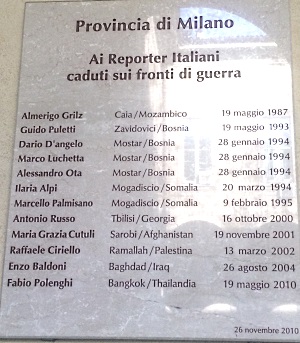 Provincia di Milano
Ai Reporter Italiani
caduti sui fronti di guerra
Almerigo Grilz Caia/Mozambico 19 maggio 1987
Guido Puletti Zavidovici/Bosnia 19 maggio 1993
Dario D'angelo Mostar/Bosnia 28 gennaio 1994
Marco Luchetta Mostar/Bosnia 28 gennaio 1994
Alessandro Ota Mostar/Bosnia 28 gennaio 1994
Ilaria Alpi Mogadiscio/Somalia 20 marzo 1994
Marcello Palmisano Mogadiscio/Somalia 9 febbraio 1995
Antonio Russo Tbilisi/Georgia 16 ottobre 2000
Maria Grazia Cutuli Sarobi/Afghanistan 19 novembre 2001
Raffaele Ciriello Ramallah/Palestina 13 marzo 2002
Enzo Baldoni Baghdad/Iraq 26 agosto 2004
Fabio Polenghi Bangkok/Thailandia 19 maggio 2010
26 novembre 2010